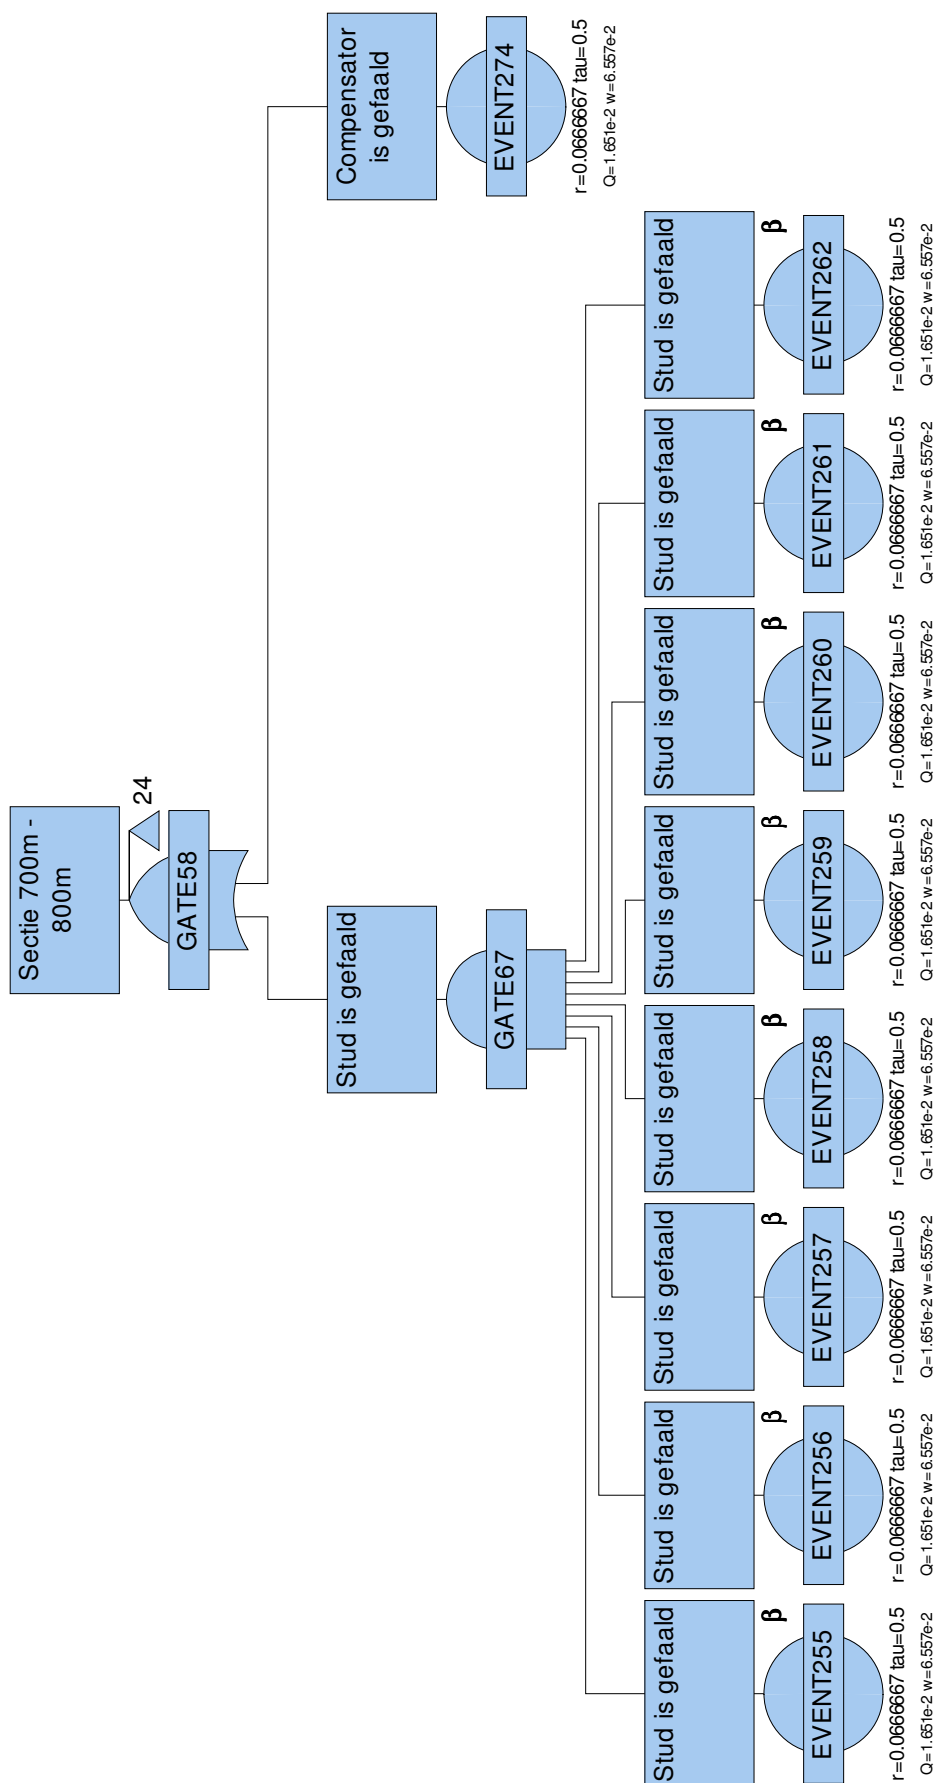 Sectie 700m -
800m
24
GATE58
Stud is gefaald
GATE67
Compensator
is gefaald
EVENT274
r=0.0666667 tau=0.5
Q=1.651e-2 w=6.557e-2
Stud is gefaald
β
EVENT255
r=0.0666667 tau=0.5
Q=1.651e-2 w=6.557e-2
Stud is gefaald
β
EVENT256
r=0.0666667 tau=0.5
Q=1.651e-2 w=6.557e-2
Stud is gefaald
β
EVENT257
r=0.0666667 tau=0.5
Q=1.651e-2 w=6.557e-2
Stud is gefaald
β
EVENT258
r=0.0666667 tau=0.5
Q=1.651e-2 w=6.557e-2
Stud is gefaald
β
EVENT259
r=0.0666667 tau=0.5
Q=1.651e-2 w=6.557e-2
Stud is gefaald
β
EVENT260
r=0.0666667 tau=0.5
Q=1.651e-2 w=6.557e-2
Stud is gefaald
β
EVENT261
r=0.0666667 tau=0.5
Q=1.651e-2 w=6.557e-2
Stud is gefaald
β
EVENT262
r=0.0666667 tau=0.5
Q=1.651e-2 w=6.557e-2